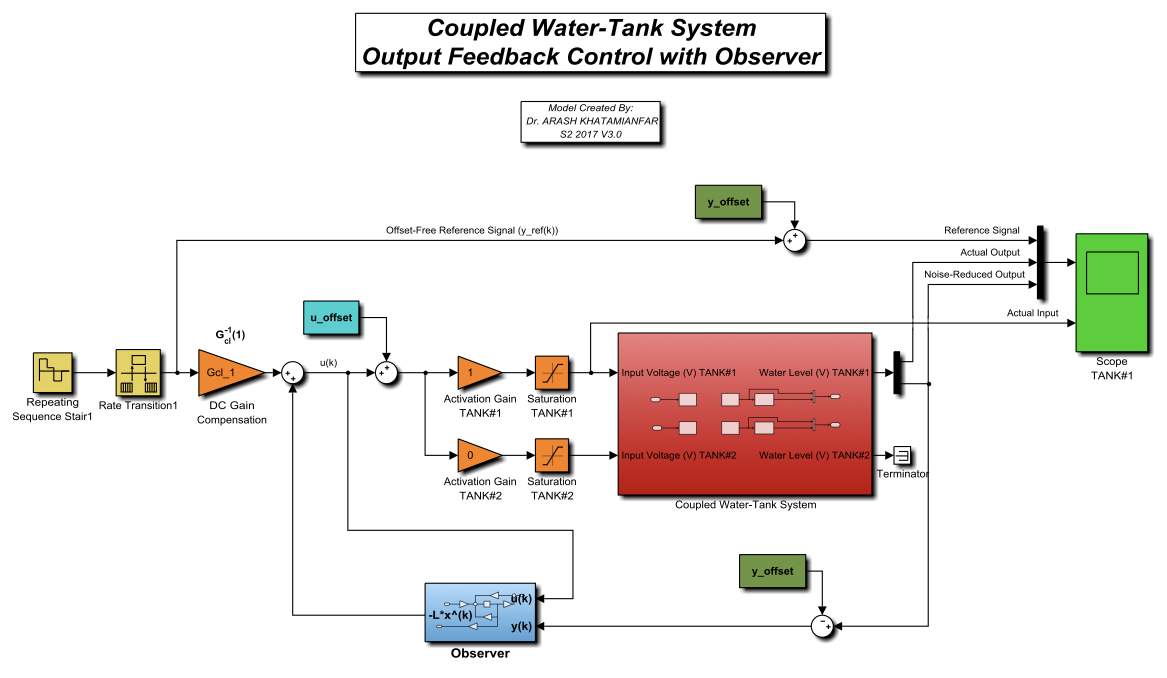 Coupled Water-Tank System
Output Feedback Control with Observer
Model Created By:
Dr. ARASH KHATAMIANFAR
S2 2017 V3.0
y_offset
Offset-Free Reference Signal (y_ref(k))
Reference Signal
Actual Output
Noise-Reduced Output
Actual Input
Scope
TANK#1
u_offset
G
-1
cl
(1)
u(k)
Gcl_1
Repeating
Sequence Stair1
Rate Transition1
DC Gain
Compensation
1
Activation Gain
TANK#1
Saturation
TANK#1
0
Activation Gain
TANK#2
Saturation
TANK#2
Input Voltage (V) TANK#1
Water Level (V) TANK#1
Input Voltage (V) TANK#2
Water Level (V) TANK#2
Coupled Water-Tank System
Terminator
y_offset
u(k)
-L*x^(k)
y(k)
Observer